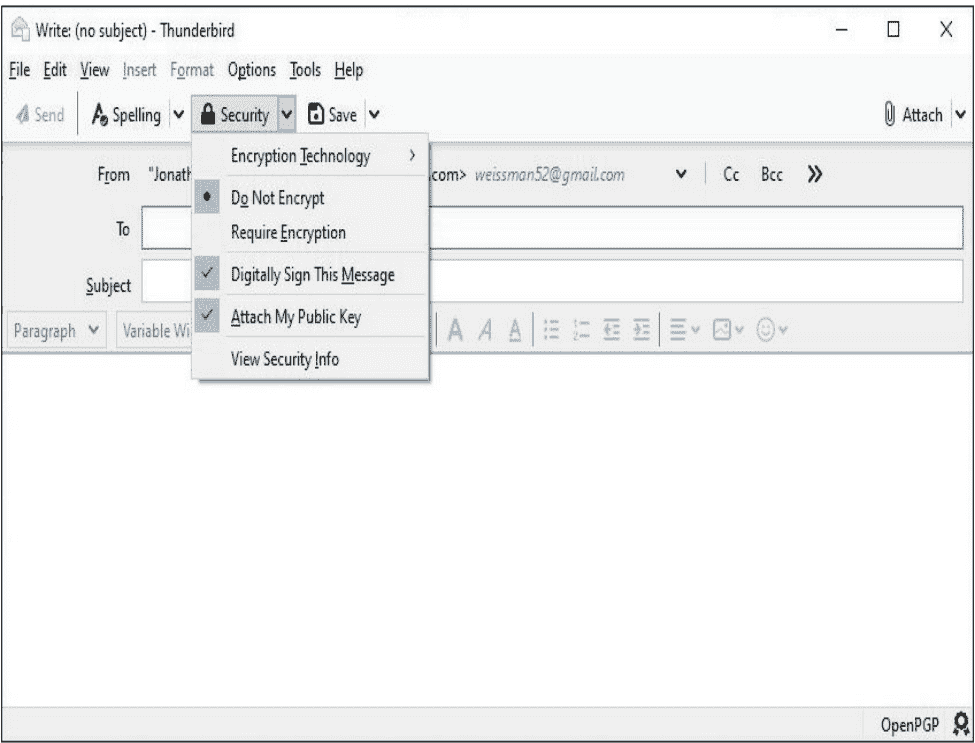 Write: (no subject) - Thunderbird
File Edit View Insert Format Options Tools Help
Send Spelling Security Save Attach
From "Jonath .com> weissman52@gmail.com Cc Bcc
To
Subject
Paragraph Variable Wi
Encryption Technology
Do Not Encrypt
Require Encryption
Digitally Sign This Message
Attach My Public Key
View Security Info
OpenPGP